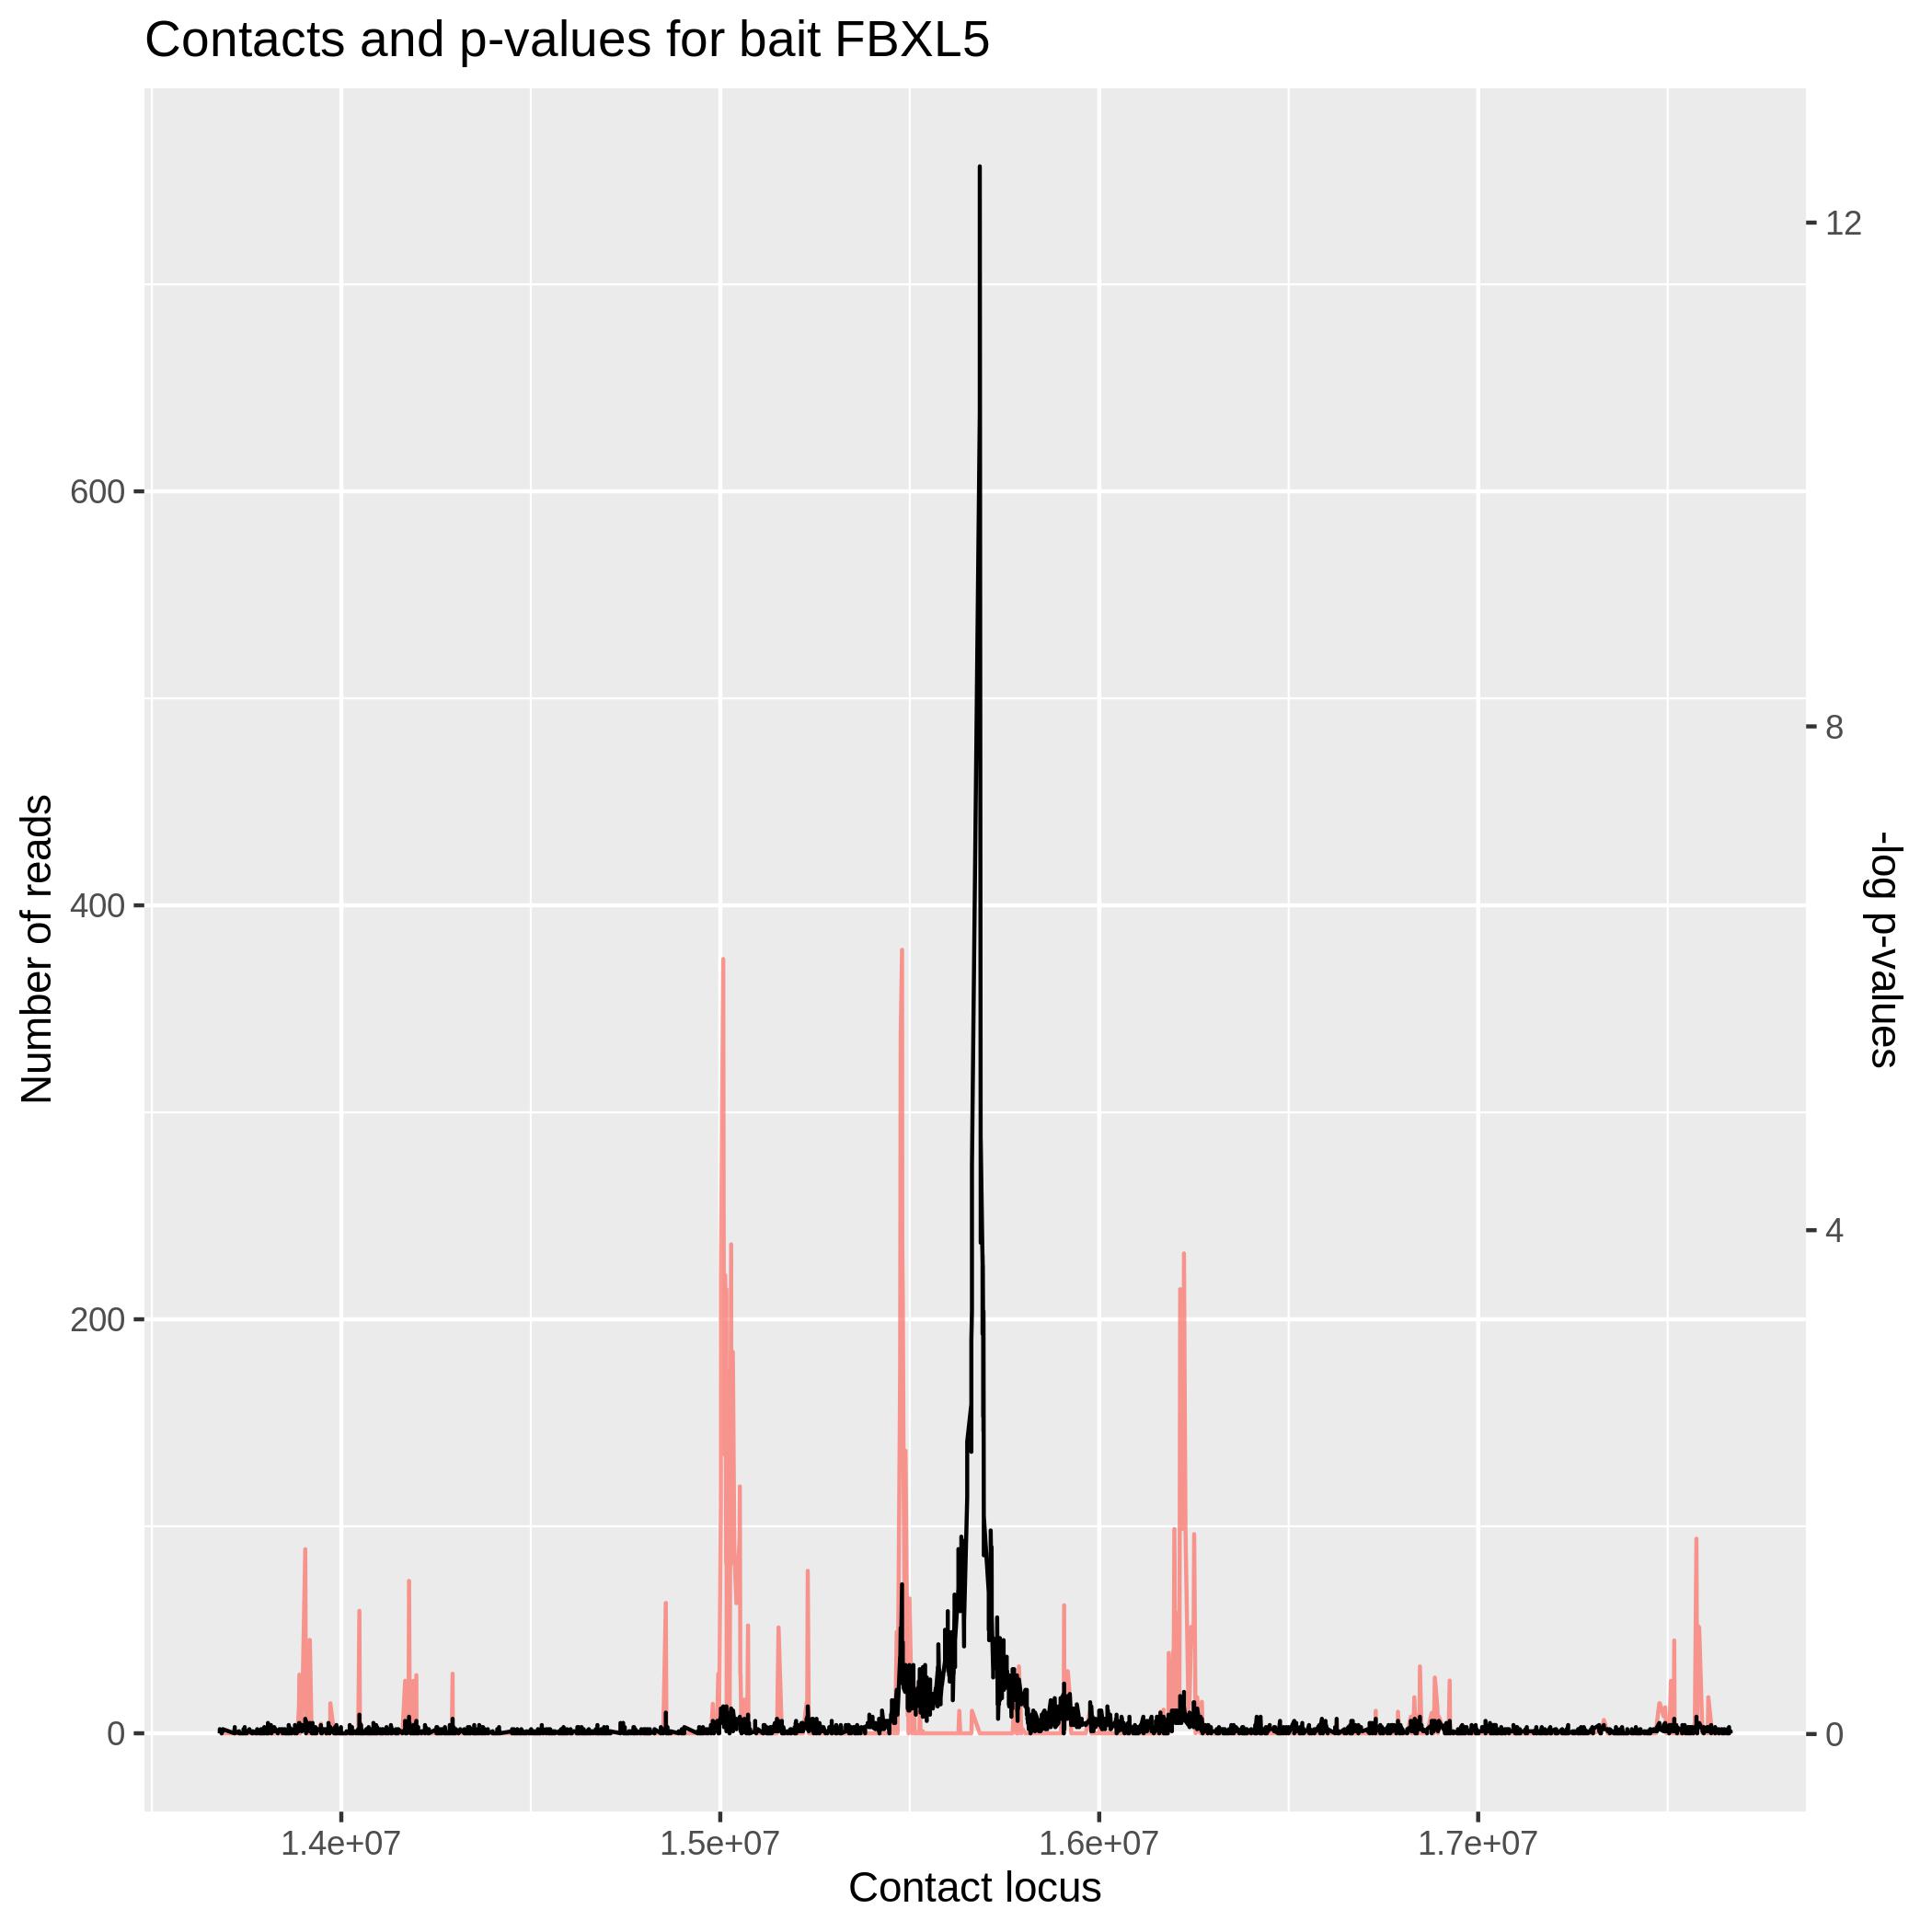 Contacts and p-values for bait FBXL5
Number of reads
600
400
200
0
12
8
4
0
-log p-values
1.4e+07
1.5e+07
1.6e+07
1.7e+07
Contact locus